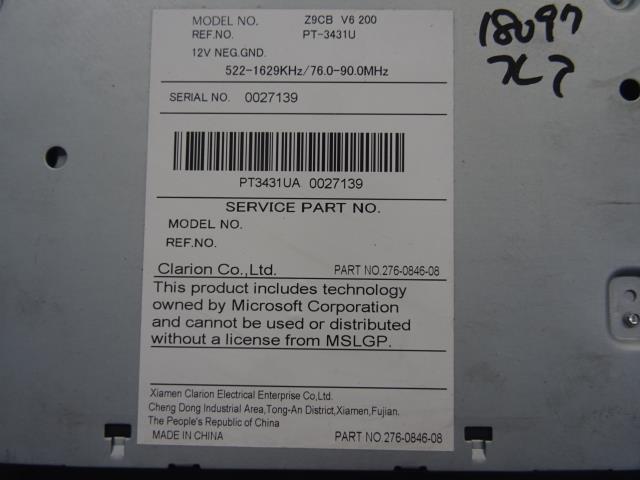 MODEL NO. Z9CB V6 200
REF.NO. PT-3431U
12V NEG.GND.
522-1629KHz/76.0-90.0MHz
SERIAL NO. 0027139
PT3431UA 0027139
SERVICE PART NO.
MODEL NO.
REF.NO.
Clarion Co.,Ltd. PART NO.276-0846-08
This product includes technology
owned by Microsoft Corporation
and cannot be used or distributed
without a license from MSLGP.
Xiamen Clarion Electrical Enterprise Co,Ltd.
Cheng Dong Industrial Area,Tong-An District,Xiamen,Fujian.
The People's Republic of China
MADE IN CHINA PART NO.276-0846-08
18097